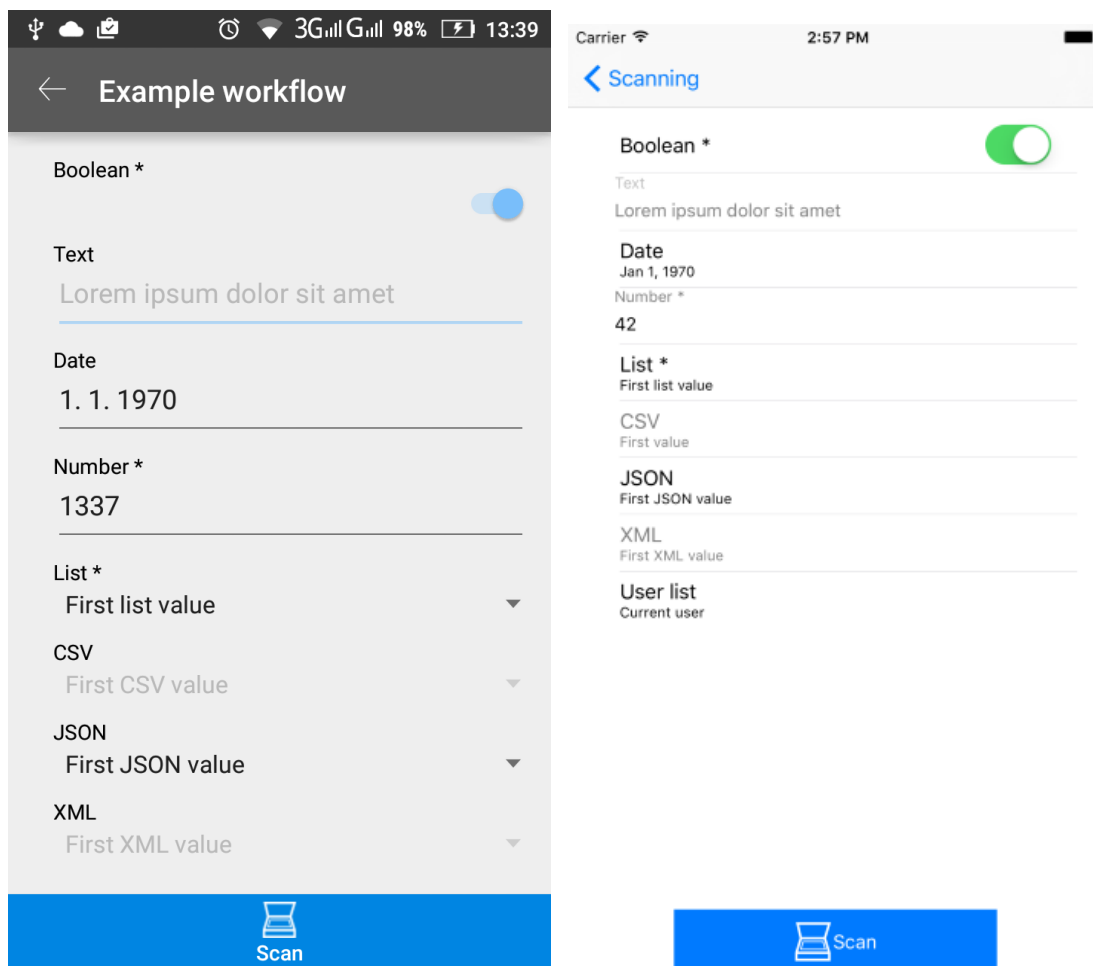 3G G 98% 13:39
Example workflow
Boolean *
Text
Lorem ipsum dolor sit amet
Date
1. 1. 1970
Number *
1337
List *
First list value
CSV
First CSV value
JSON
First JSON value
XML
First XML value
Scan
Carrier 2:57 PM
Scanning
Boolean *
Text
Lorem ipsum dolor sit amet
Date
Jan 1, 1970
Number *
42
List *
First list value
CSV
First value
JSON
First JSON value
XML
First XML value
User list
Current user
Scan